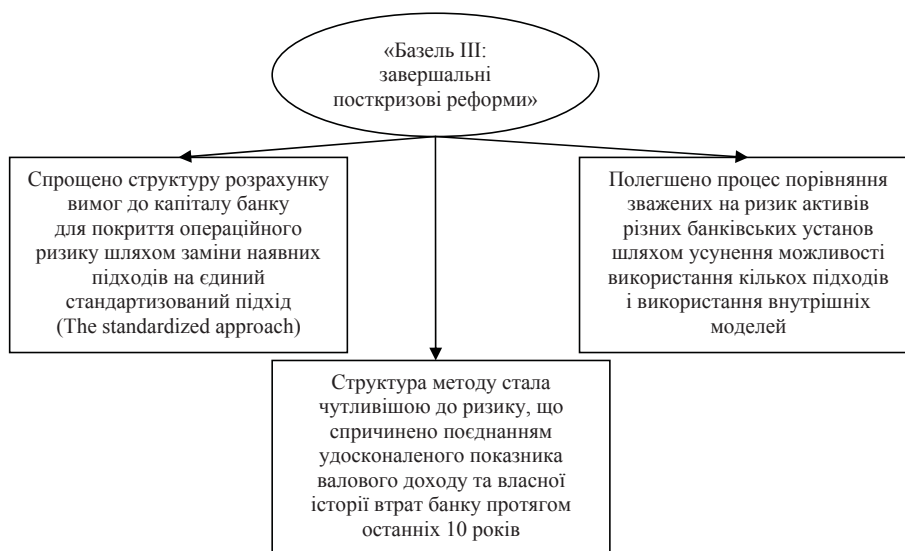 «Базель III:
завершальні
посткризові реформи»
Спрощено структуру розрахунку
вимог до капіталу банку
для покриття операційного
ризику шляхом заміни наявних
підходів на єдиний
стандартизований підхід
(The standardized approach)
Структура методу стала
чутливішою до ризику, що
спричинено поєднанням
удосконаленого показника
валового доходу та власної
історії втрат банку протягом
останніх 10 років
Полегшено процес порівняння
зважених на ризик активів
різних банківських установ
шляхом усунення можливості
використання кількох підходів
і використання внутрішніх
моделей